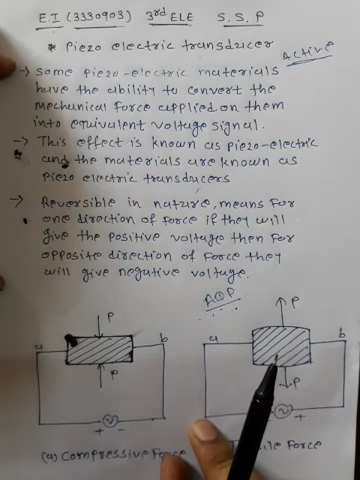 E.I (3330903) 3rd ELE S. S. P
* Piezo electric transducer Active
→ Some Piezo-electric materials
have the ability to convert the
mechanical Force applied on them
into equivalent voltage signal.
→ This effect is known as piezo-electric
and the materials are known as
piezo electric transducers
→ Reversible in nature, means For
one direction of Force if they will
give the positive voltage then For
opposite direction of Force they
will give negative voltage.
P
a b
P
+ -
(a) Compressive Force
P
a b
P
+ -
Force